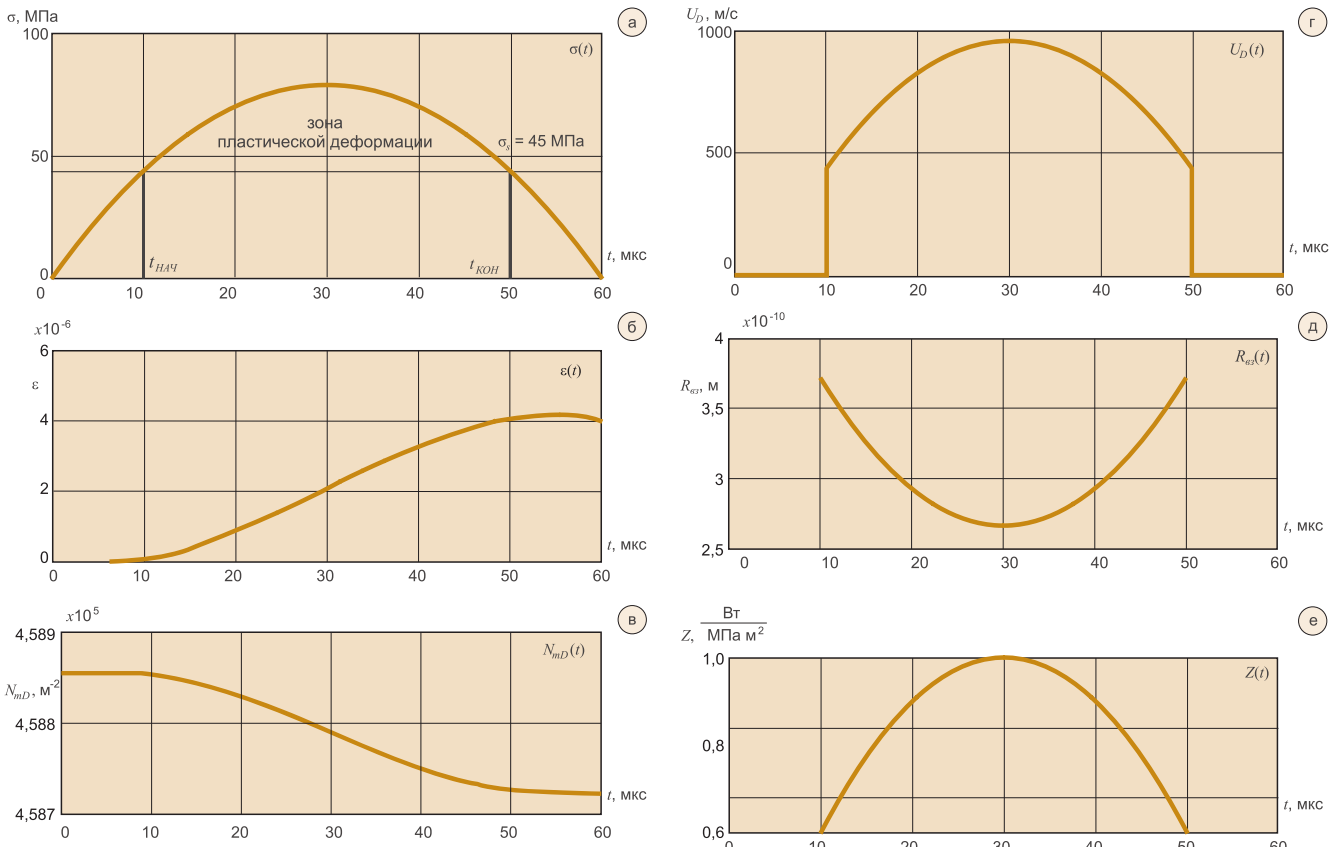 σ, МПа
а
100
σ(t)
зона
пластической деформации
σs = 45 МПа
50
tНАЧ
tКОН
t, мкс
0
0 10 20 30 40 50 60
x10-6
б
6
ε
ε(t)
4
2
0
t, мкс
0 10 20 30 40 50 60
x105
в
4,589
NmD(t)
NmD, м-2
4,588
t, мкс
4,587
0 10 20 30 40 50 60
UD, м/с
г
1000
UD(t)
500
t, мкс
0
0 10 20 30 40 50 60
x10-10
д
4
Rвз(t)
Rвз, м
3,5
3
t, мкс
2,5
0 10 20 30 40 50 60
Z, Вт
МПа м2
е
1,0
Z(t)
0,8
t, мкс
0,6
0 10 20 30 40 50 60